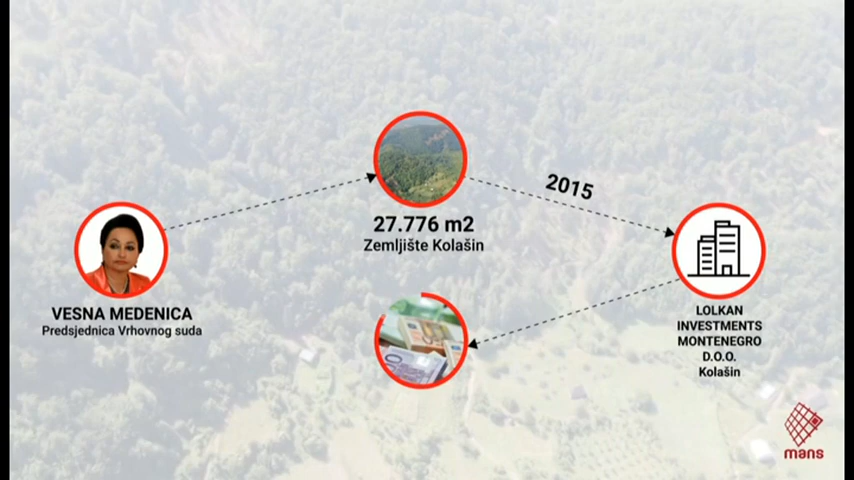 2015
27.776 m2
Zemljište Kolašin
VESNA MEDENICA
Predsjednica Vrhovnog suda
LOLKAN
INVESTMENTS
MONTENEGRO
D.O.O.
Kolašin
mans